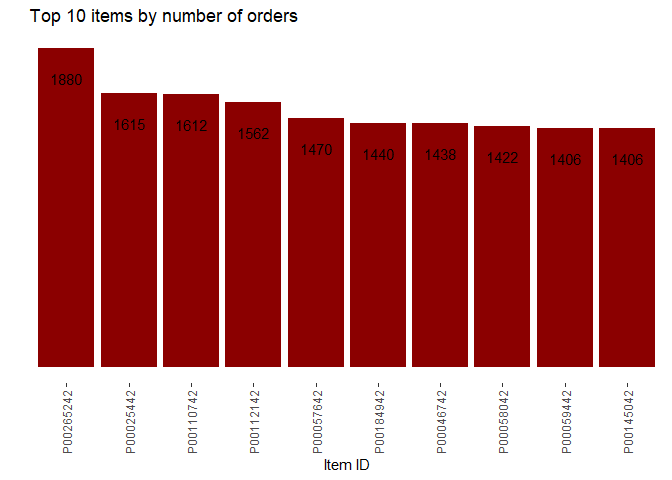 Top 10 items by number of orders
1880
1615
1612
1562
1470
1440
1438
1422
1406
1406
P00265242
P00025442
P00110742
P00112142
P00057642
P00184942
P00046742
P00058042
P00059442
P00145042
Item ID